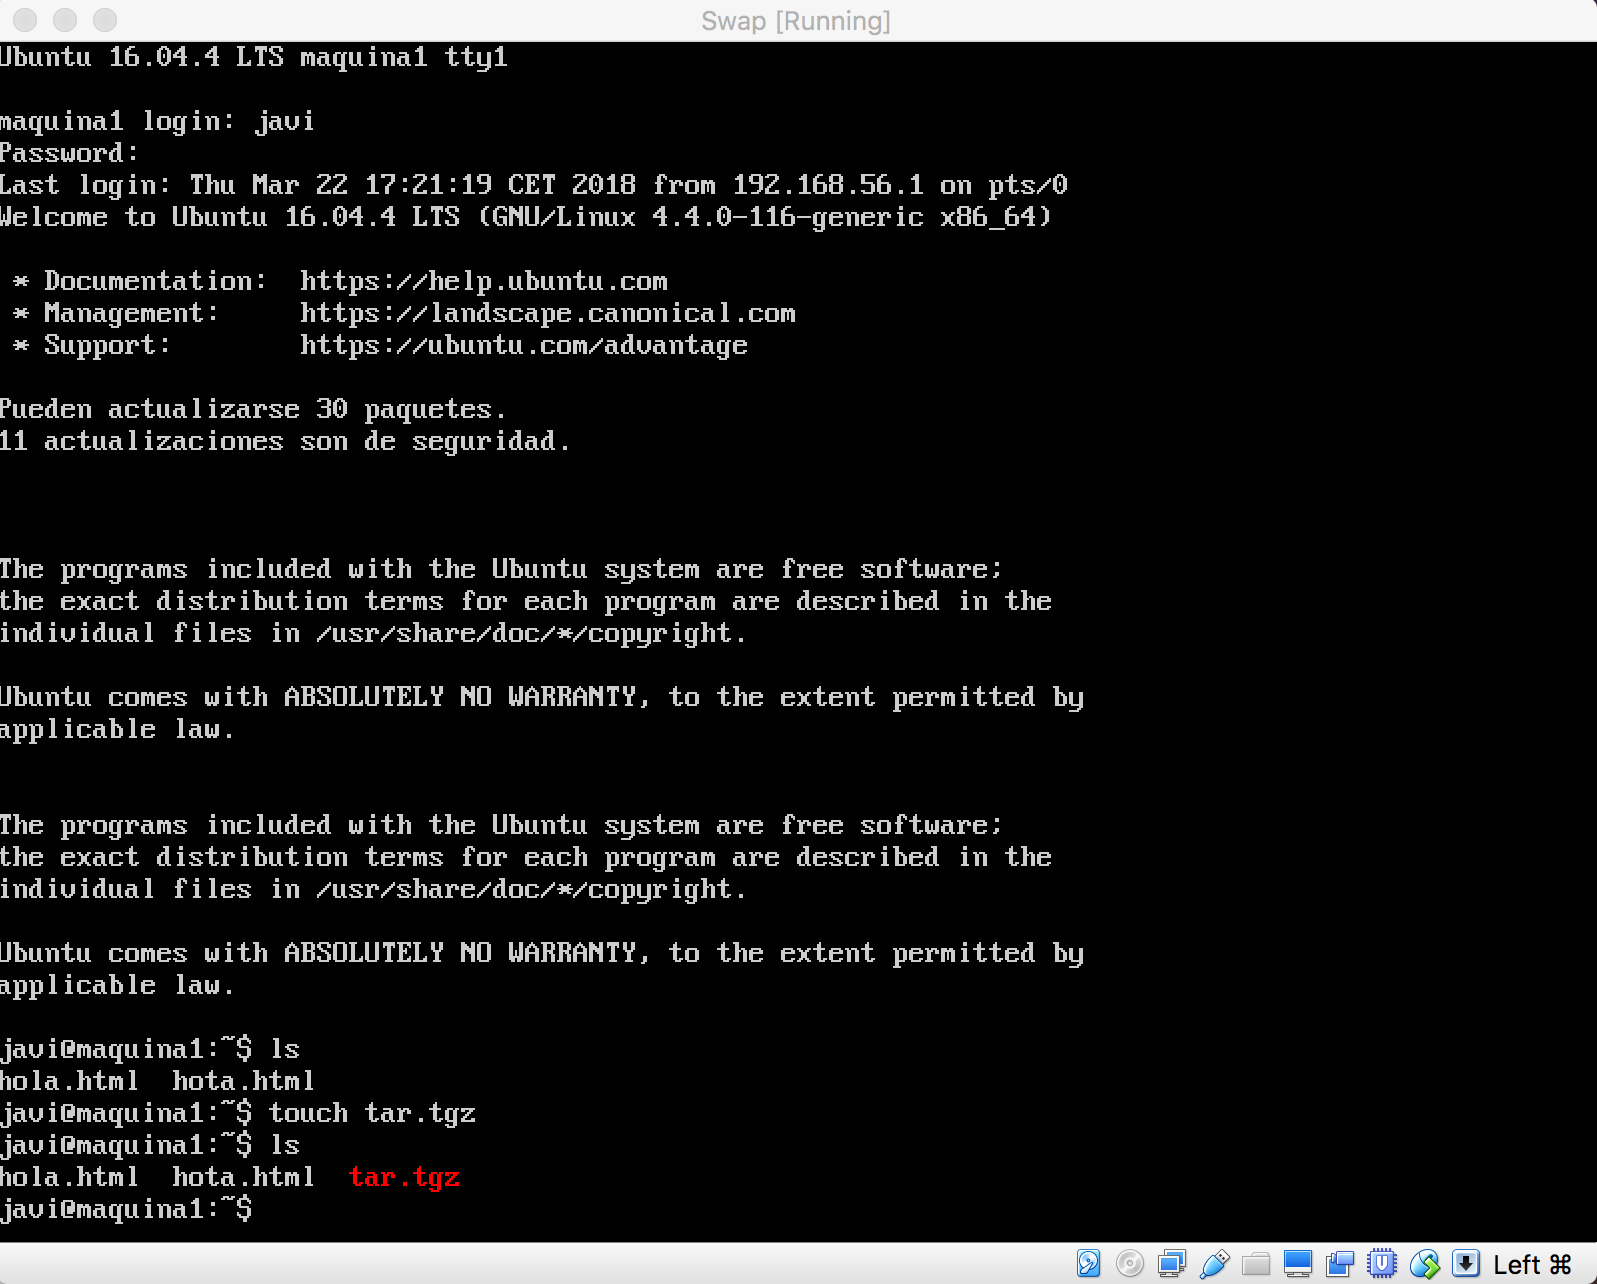 Swap [Running]
Ubuntu 16.04.4 LTS maquina1 tty1
maquina1 login: javi
Password:
Last login: Thu Mar 22 17:21:19 CET 2018 from 192.168.56.1 on pts/0
Welcome to Ubuntu 16.04.4 LTS (GNU/Linux 4.4.0-116-generic x86_64)
* Documentation:  https://help.ubuntu.com
* Management:     https://landscape.canonical.com
* Support:        https://ubuntu.com/advantage
Pueden actualizarse 30 paquetes.
11 actualizaciones son de seguridad.
The programs included with the Ubuntu system are free software;
the exact distribution terms for each program are described in the
individual files in /usr/share/doc/*/copyright.
Ubuntu comes with ABSOLUTELY NO WARRANTY, to the extent permitted by
applicable law.
The programs included with the Ubuntu system are free software;
the exact distribution terms for each program are described in the
individual files in /usr/share/doc/*/copyright.
Ubuntu comes with ABSOLUTELY NO WARRANTY, to the extent permitted by
applicable law.
javi@maquina1:~$ ls
hola.html  hota.html
javi@maquina1:~$ touch tar.tgz
javi@maquina1:~$ ls
hola.html  hota.html  tar.tgz
javi@maquina1:~$
Left ⌘